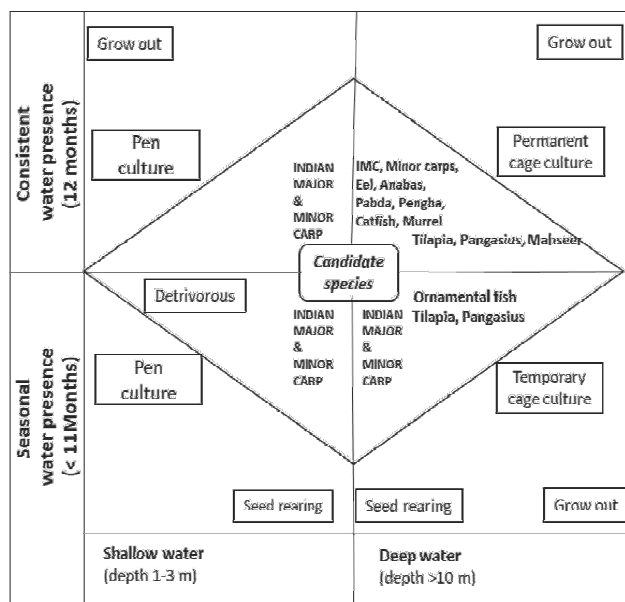 Consistent
water presence
(12 months)
Seasonal
water presence
(< 11Months)
Grow out
Grow out
Pen
culture
Permanent
cage culture
INDIAN
MAJOR
&
MINOR
CARP
IMC, Minor carps,
Eel, Anabas,
Pabda, Pengha,
Catfish, Murrel
Tilapia, Pangasius, Mahseer
Candidate
species
Detrivorous
Ornamental fish
Tilapia, Pangasius
INDIAN
MAJOR
&
MINOR
CARP
INDIAN
MAJOR
&
MINOR
CARP
Pen
culture
Temporary
cage culture
Seed rearing
Seed rearing
Grow out
Shallow water
(depth 1-3 m)
Deep water
(depth >10 m)